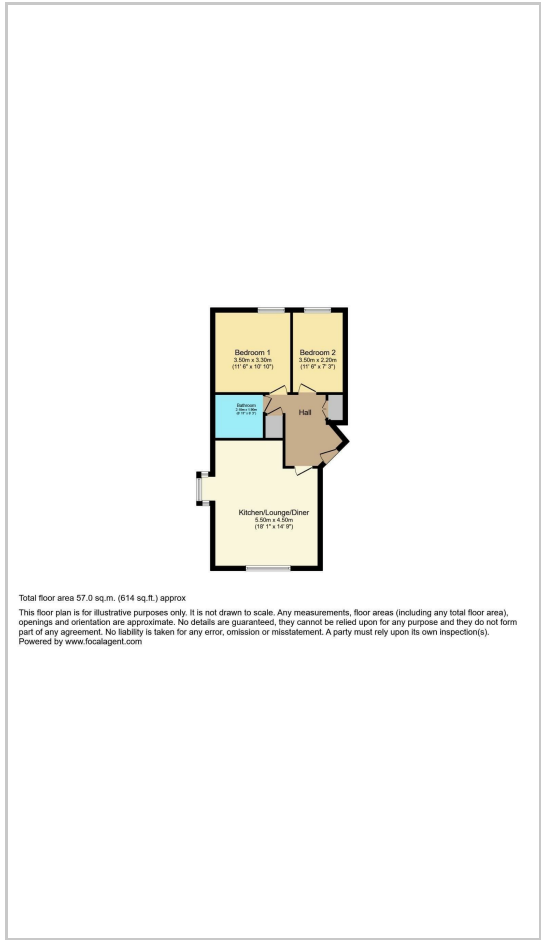 Bedroom 1
3.50m x 3.30m
(11' 6" x 10' 10")
Bedroom 2
3.50m x 2.20m
(11' 6" x 7' 3")
Bathroom
Hall
Kitchen/Lounge/Diner
5.50m x 4.50m
(18' 1" x 14' 9")
Total floor area 57.0 sq.m. (614 sq.ft.) approx
This floor plan is for illustrative purposes only. It is not drawn to scale. Any measurements, floor areas (including any total floor area),
openings and orientation are approximate. No details are guaranteed, they cannot be relied upon for any purpose and they do not form
part of any agreement. No liability is taken for any error, omission or misstatement. A party must rely upon its own inspection(s).
Powered by www.focalagent.com